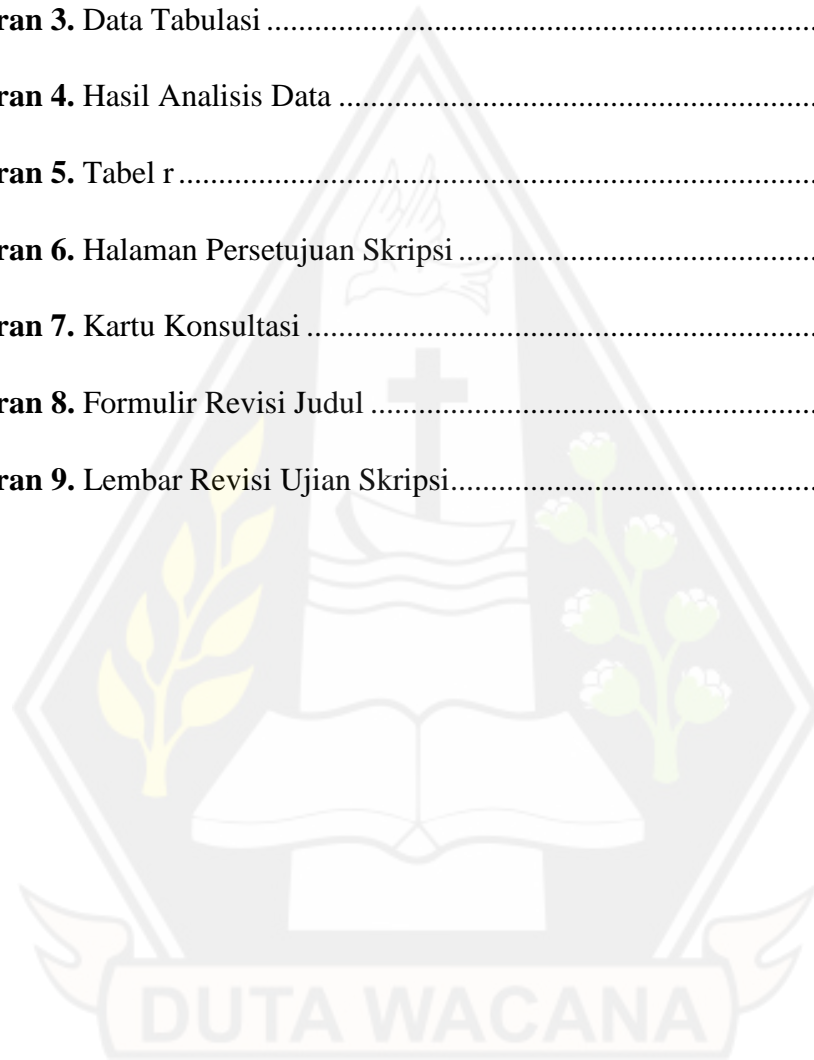 ran 3. Data Tabulasi ......................................................................
ran 4. Hasil Analisis Data .............................................................
ran 5. Tabel r .................................................................................
ran 6. Halaman Persetujuan Skripsi ..............................................
ran 7. Kartu Konsultasi .................................................................
ran 8. Formulir Revisi Judul .........................................................
ran 9. Lembar Revisi Ujian Skripsi...............................................
DUTA WACANA